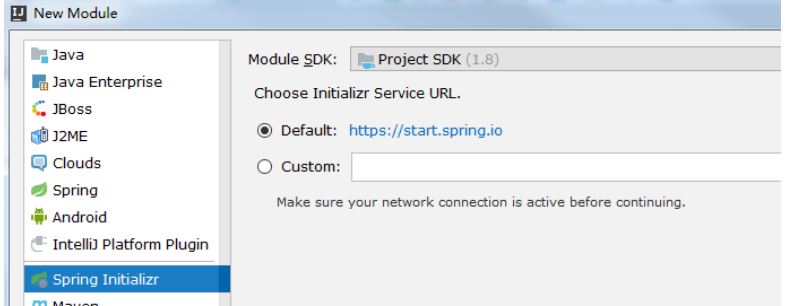 New Module
Java
Java Enterprise
JBoss
J2ME
Clouds
Spring
Android
IntelliJ Platform Plugin
Spring Initializr
Maven
Module SDK: Project SDK (1.8)
Choose Initializr Service URL.
Default: https://start.spring.io
Custom:
Make sure your network connection is active before continuing.